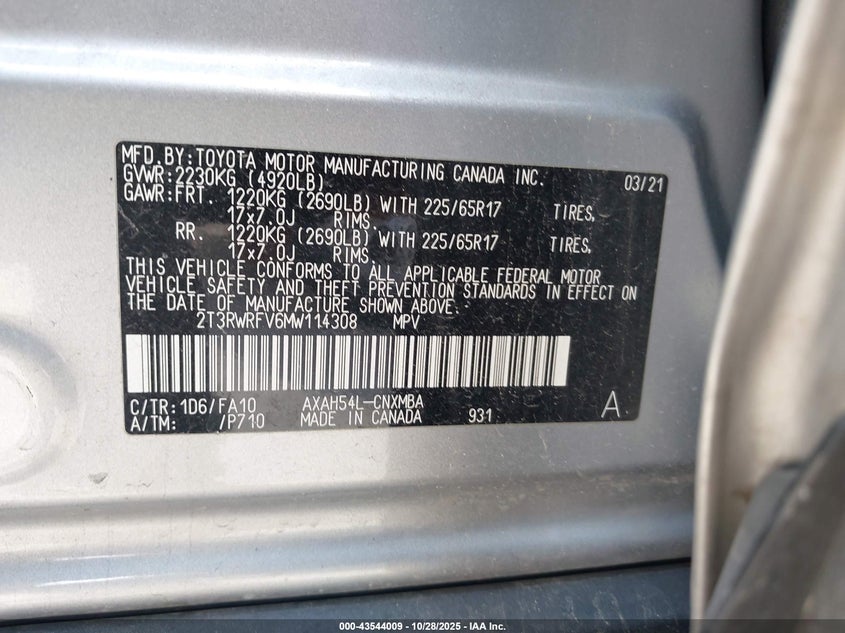 MFD.BY:TOYOTA MOTOR MANUFACTURING CANADA INC. 03/21
GVWR:2230KG (4920LB)
GAWR:FRT. 1220KG (2690LB) WITH 225/65R17 TIRES,
17x7.0J RIMS.
RR. 1220KG (2690LB) WITH 225/65R17 TIRES,
17x7.0J RIMS.
THIS VEHICLE CONFORMS TO ALL APPLICABLE FEDERAL MOTOR
VEHICLE SAFETY AND THEFT PREVENTION STANDARDS IN EFFECT ON
THE DATE OF MANUFACTURE SHOWN ABOVE.
2T3RWRFV6MW114308 MPV
C/TR:1D6/FA10 AXAH54L-CNXMBA
A/TM: /P710 MADE IN CANADA 931 A
000-43544009 | 10/28/2025 | IAA Inc.